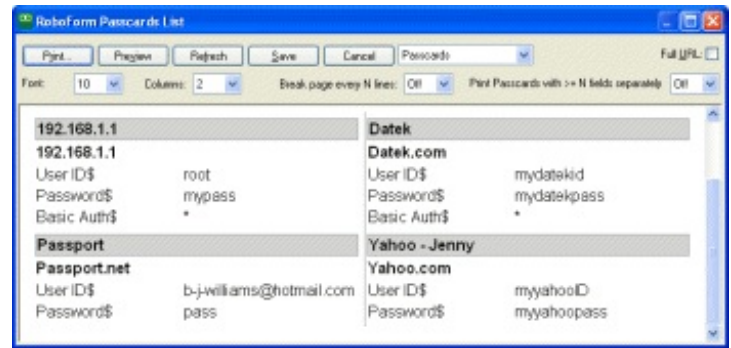 RoboForm Passcards List
Print... Preview Refresh Save Cancel Passcards Full URL:
Font: 10 Columns: 2 Break page every N lines: Off Print Passcards with >= N fields separately Off
192.168.1.1
192.168.1.1
User ID$ root
Password$ mypass
Basic Auth$ *
Datek
Datek.com
User ID$ mydatekid
Password$ mydatekpass
Basic Auth$ *
Passport
Passport.net
User ID$ b-j-williams@hotmail.com
Password$ pass
Yahoo - Jenny
Yahoo.com
User ID$ myyahooID
Password$ myyahoopass